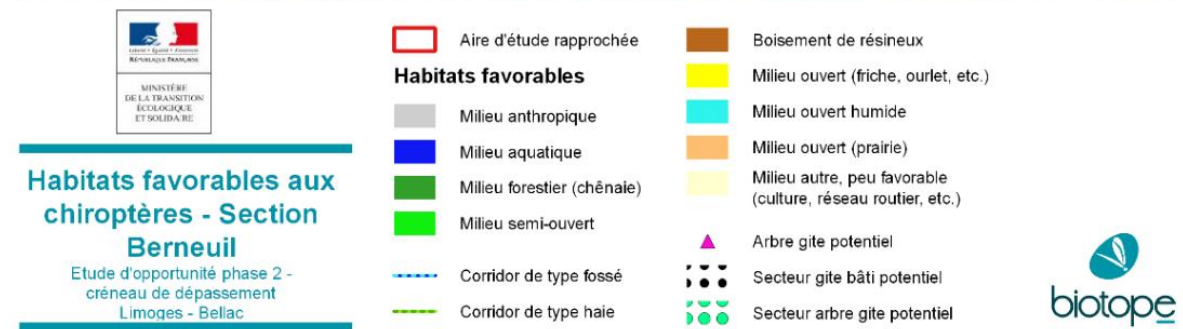 Liberté • Égalité • Fraternité
RÉPUBLIQUE FRANÇAISE
MINISTÈRE
DE LA TRANSITION
ÉCOLOGIQUE
ET SOLIDAIRE
Habitats favorables aux
chiroptères - Section
Berneuil
Etude d'opportunité phase 2 -
créneau de dépassement
Limoges - Bellac
Aire d'étude rapprochée
Habitats favorables
Milieu anthropique
Milieu aquatique
Milieu forestier (chênaie)
Milieu semi-ouvert
Corridor de type fossé
Corridor de type haie
Boisement de résineux
Milieu ouvert (friche, ourlet, etc.)
Milieu ouvert humide
Milieu ouvert (prairie)
Milieu autre, peu favorable
(culture, réseau routier, etc.)
Arbre gite potentiel
Secteur gite bâti potentiel
Secteur arbre gite potentiel
biotope